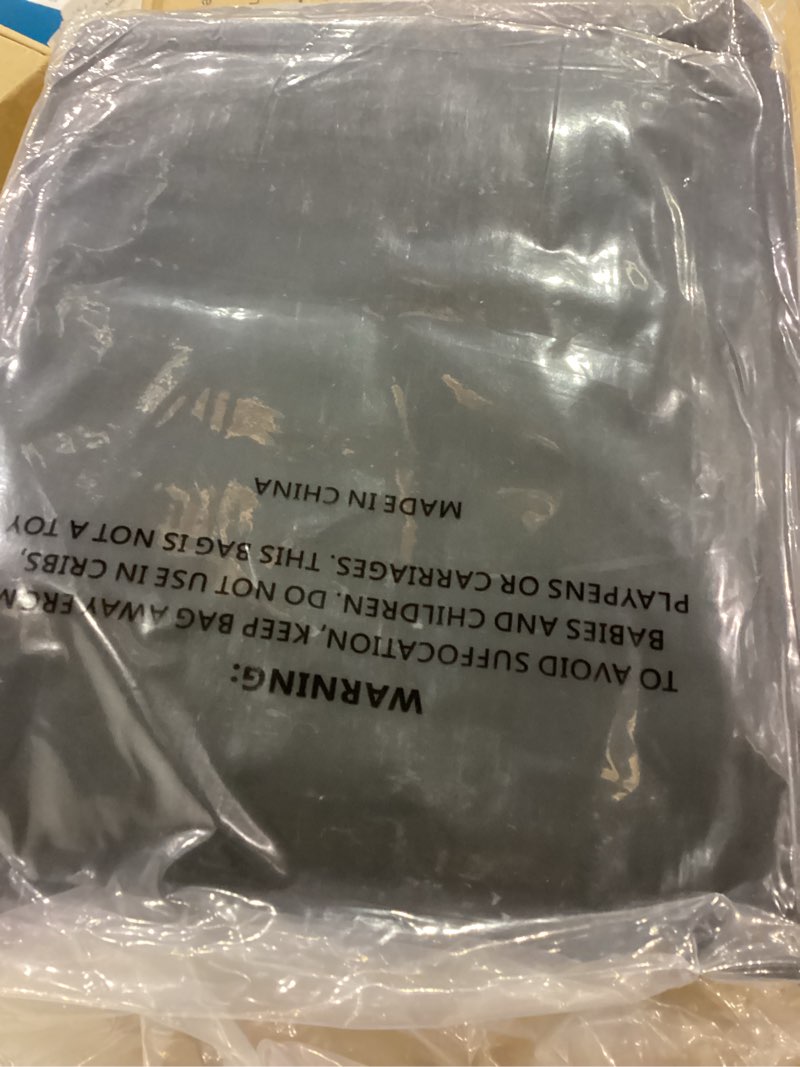 WARNING:
TO AVOID SUFFOCATION, KEEP BAG AWAY FROM
BABIES AND CHILDREN. DO NOT USE IN CRIBS,
PLAYPENS OR CARRIAGES. THIS BAG IS NOT A TOY
MADE IN CHINA